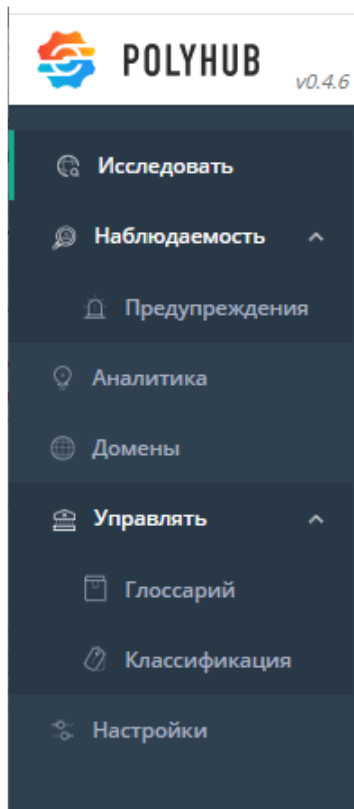 POLYHUB
v0.4.6
Исследовать
Наблюдаемость
Предупреждения
Аналитика
Домены
Управлять
Глоссарий
Классификация
Настройки